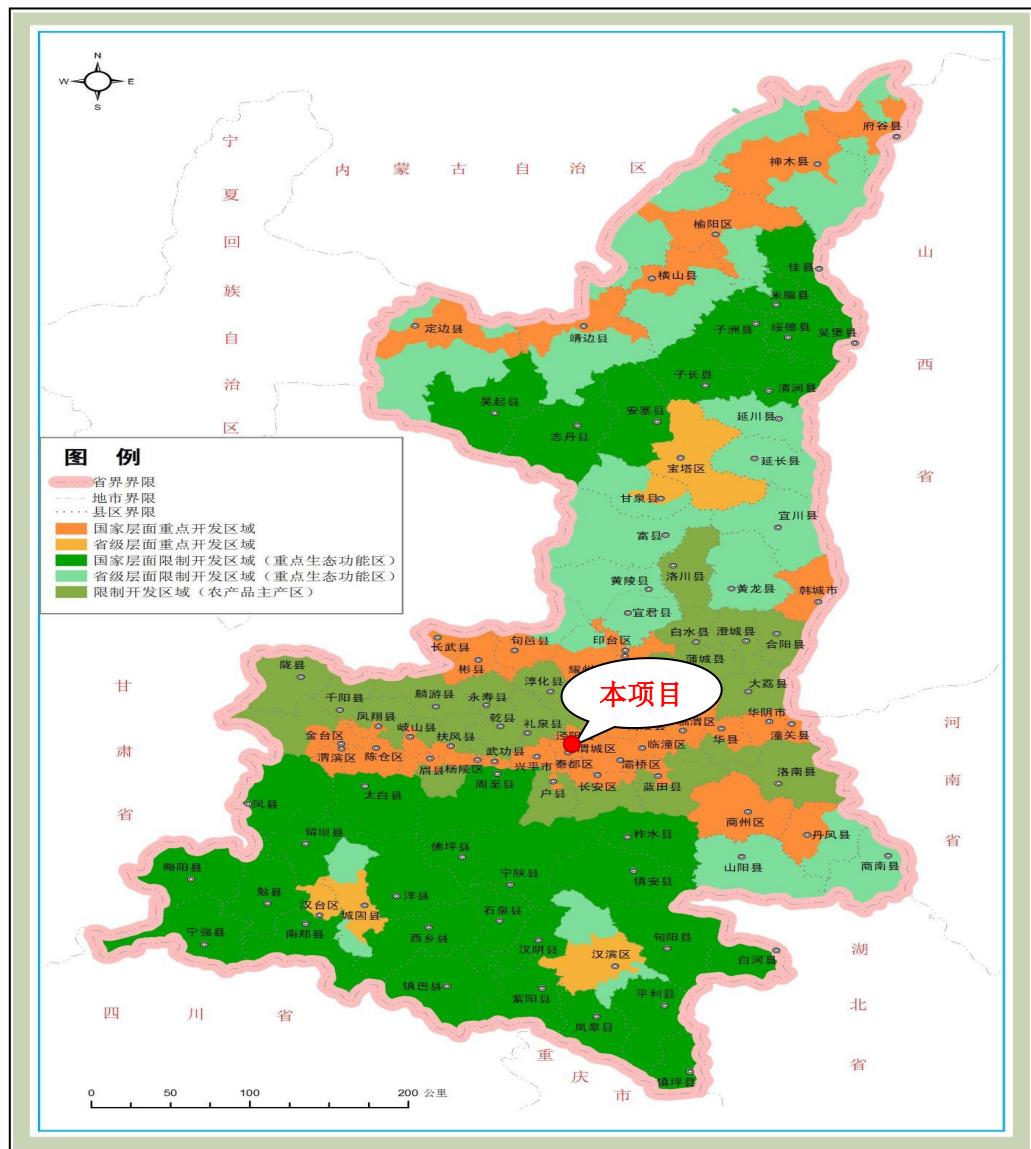 N
W
E
S
宁夏回族自治区
内蒙古自治区
山西省
甘肃省
河南省
湖北省
四川省
重庆市
府谷县
神木县
榆阳区
佳县
横山县
米脂县
定边县
靖边县
子洲县
绥德县
吴堡县
子长县
清涧县
吴起县
安塞县
延川县
志丹县
宝塔区
延长县
甘泉县
宜川县
富县
洛川县
黄陵县
黄龙县
韩城市
宜君县
图 例
省界界限
地市界限
县区界限
国家层面重点开发区域
省级层面重点开发区域
国家层面限制开发区域（重点生态功能区）
省级层面限制开发区域（重点生态功能区）
限制开发区域（农产品主产区）
长武县
旬邑县
印台区
白水县
澄城县
合阳县
彬县
蒲城县
陇县
淳化县
大荔县
千阳县
麟游县
永寿县
本项目
凤翔县
乾县
礼泉县
华阴市
金台区
岐山县
扶风县
临渭区
华县
潼关县
渭滨区
陈仓区
武功县
渭城区
临潼区
眉县
杨陵区
兴平市
秦都区
灞桥区
周至县
长安区
蓝田县
洛南县
太白县
户县
凤县
商州区
留坝县
佛坪县
柞水县
丹凤县
略阳县
宁陕县
镇安县
山阳县
商南县
勉县
汉台区
城固县
洋县
石泉县
宁强县
南郑县
西乡县
汉阴县
汉滨区
旬阳县
白河县
镇巴县
紫阳县
平利县
岚皋县
镇坪县
0 50 100 200 公里